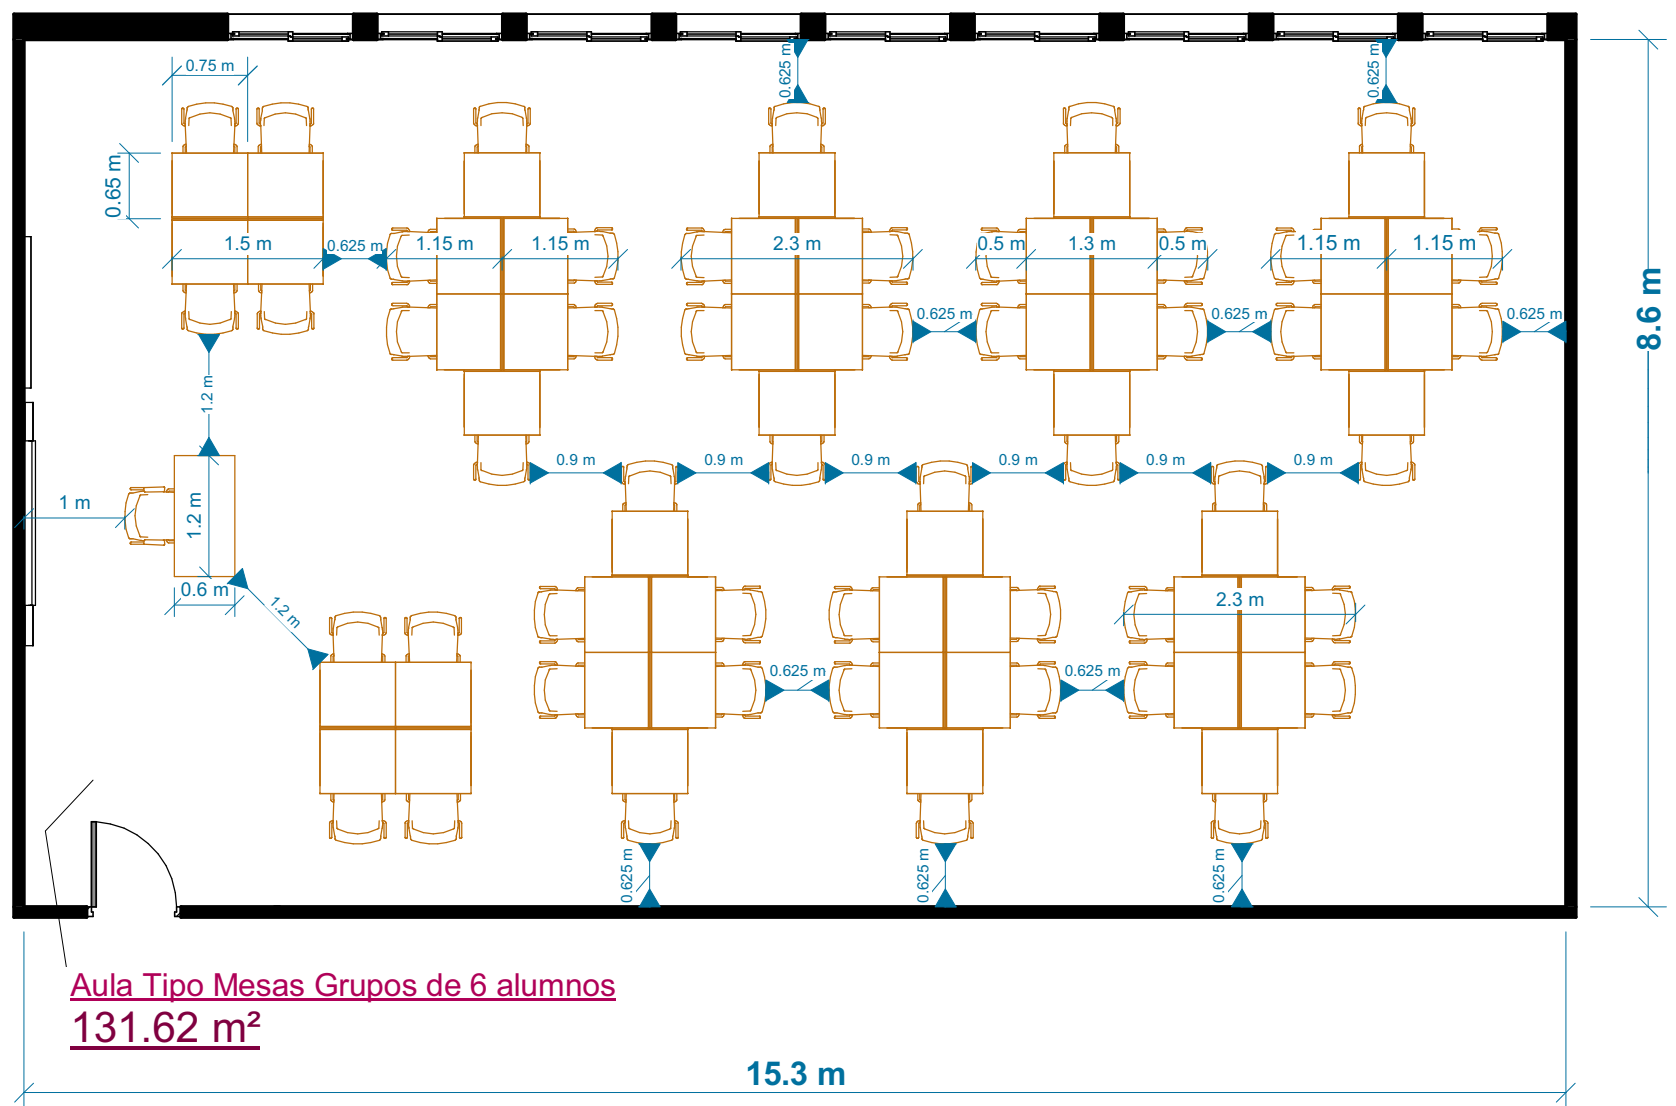 0.75 m
0.625 m
0.625 m
0.65 m
1.5 m
0.625 m
1.15 m
1.15 m
2.3 m
0.5 m
1.3 m
0.5 m
1.15 m
1.15 m
0.625 m
0.625 m
0.625 m
8.6 m
1.2 m
0.9 m
0.9 m
0.9 m
0.9 m
0.9 m
0.9 m
1 m
1.2 m
0.6 m
1.2 m
2.3 m
0.625 m
0.625 m
0.625 m
0.625 m
0.625 m
Aula Tipo Mesas Grupos de 6 alumnos
131.62 m²
15.3 m